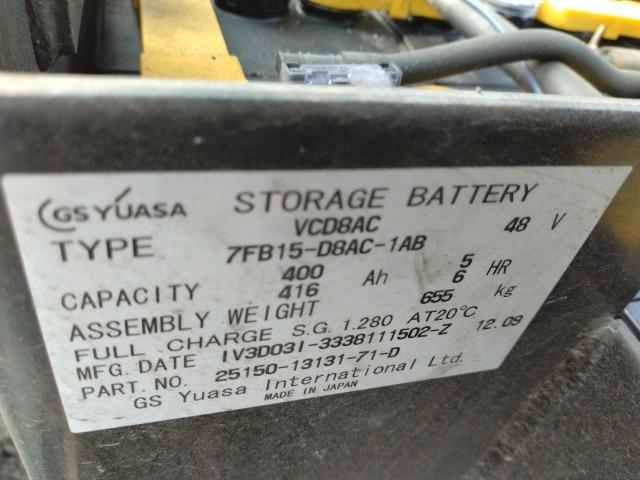 GS YUASA STORAGE BATTERY
VCD8AC 48 V
TYPE 7FB15-D8AC-1AB
400 5
CAPACITY Ah HR
416 6
ASSEMBLY WEIGHT 655 kg
FULL CHARGE S.G. 1.280 AT20°C
MFG. DATE IV3D03I-3338111502-Z 12.09
PART. NO. 25150-13131-71-D
GS Yuasa International Ltd.
MADE IN JAPAN